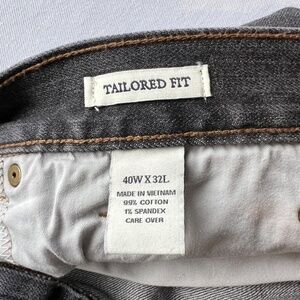 TAILORED FIT
40W X 32L
MADE IN VIETNAM
99% COTTON
1% SPANDEX
CARE OVER